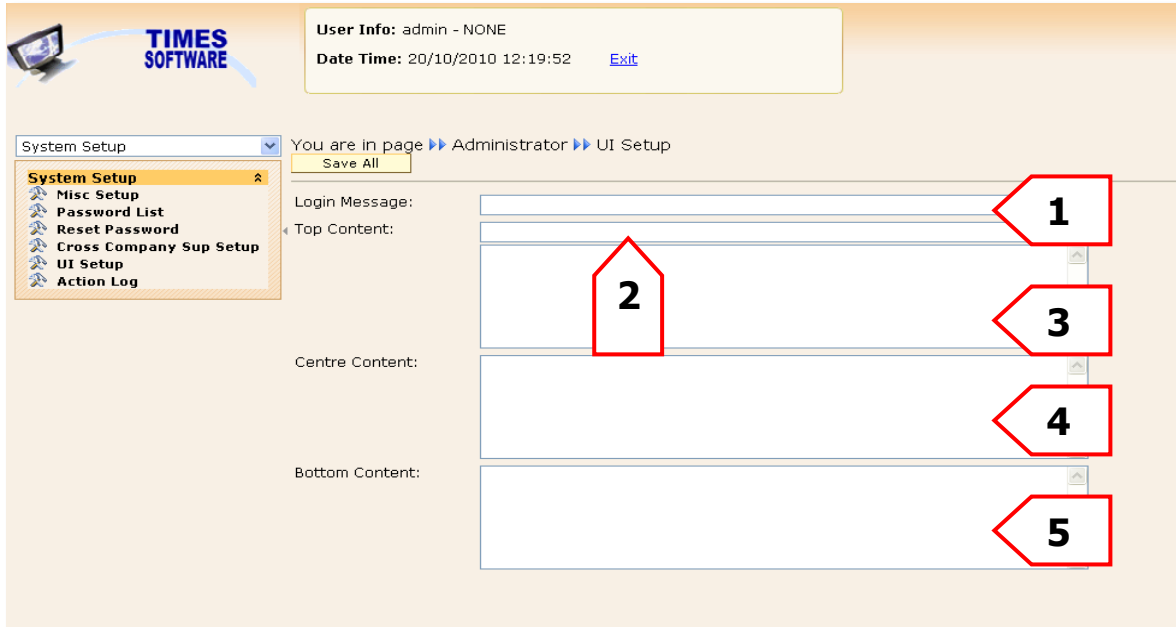 TIMES
SOFTWARE
User Info: admin - NONE
Date Time: 20/10/2010 12:19:52 Exit
System Setup
You are in page Administrator UI Setup
Save All
System Setup
Misc Setup
Password List
Reset Password
Cross Company Sup Setup
UI Setup
Action Log
Login Message:
1
Top Content:
2
3
Centre Content:
4
Bottom Content:
5